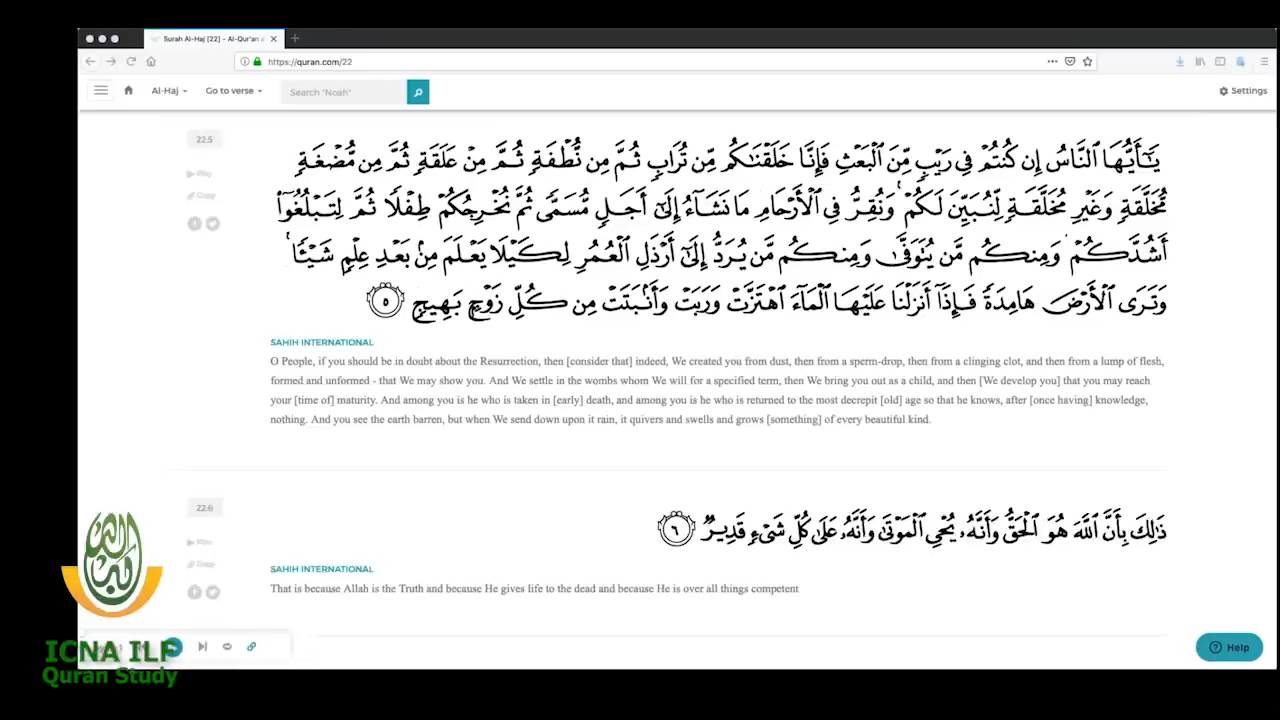 Surah Al-Haj [22] - Al-Qur'an a
https://quran.com/22
Al-Haj
Go to verse
Search "Noah"
Settings
22:5
Play
Copy
يَـٰٓأَيُّهَا ٱلنَّاسُ إِن كُنتُمْ فِى رَيْبٍ مِّنَ ٱلْبَعْثِ فَإِنَّا خَلَقْنَـٰكُم مِّن تُرَابٍ ثُمَّ مِن نُّطْفَةٍ ثُمَّ مِنْ عَلَقَةٍ ثُمَّ مِن مُّضْغَةٍ
مُّخَلَّقَةٍ وَغَيْرِ مُخَلَّقَةٍ لِّنُبَيِّنَ لَكُمْ ۚ وَنُقِرُّ فِى ٱلْأَرْحَامِ مَا نَشَآءُ إِلَىٰٓ أَجَلٍ مُّسَمًّى ثُمَّ نُخْرِجُكُمْ طِفْلًا ثُمَّ لِتَبْلُغُوٓا۟
أَشُدَّكُمْ ۖ وَمِنكُم مَّن يُتَوَفَّىٰ وَمِنكُم مَّن يُرَدُّ إِلَىٰٓ أَرْذَلِ ٱلْعُمُرِ لِكَيْلَا يَعْلَمَ مِنۢ بَعْدِ عِلْمٍ شَيْـًٔا ۚ
وَتَرَى ٱلْأَرْضَ هَامِدَةً فَإِذَآ أَنزَلْنَا عَلَيْهَا ٱلْمَآءَ ٱهْتَزَّتْ وَرَبَتْ وَأَنۢبَتَتْ مِن كُلِّ زَوْجٍۭ بَهِيجٍ ٥
SAHIH INTERNATIONAL
O People, if you should be in doubt about the Resurrection, then [consider that] indeed, We created you from dust, then from a sperm-drop, then from a clinging clot, and then from a lump of flesh,
formed and unformed - that We may show you. And We settle in the wombs whom We will for a specified term, then We bring you out as a child, and then [We develop you] that you may reach
your [time of] maturity. And among you is he who is taken in [early] death, and among you is he who is returned to the most decrepit [old] age so that he knows, after [once having] knowledge,
nothing. And you see the earth barren, but when We send down upon it rain, it quivers and swells and grows [something] of every beautiful kind.
22:6
Play
Copy
ذَٰلِكَ بِأَنَّ ٱللَّهَ هُوَ ٱلْحَقُّ وَأَنَّهُۥ يُحْىِ ٱلْمَوْتَىٰ وَأَنَّهُۥ عَلَىٰ كُلِّ شَىْءٍ قَدِيرٌ ٦
SAHIH INTERNATIONAL
That is because Allah is the Truth and because He gives life to the dead and because He is over all things competent
ICNA ILF
Quran Study
Help